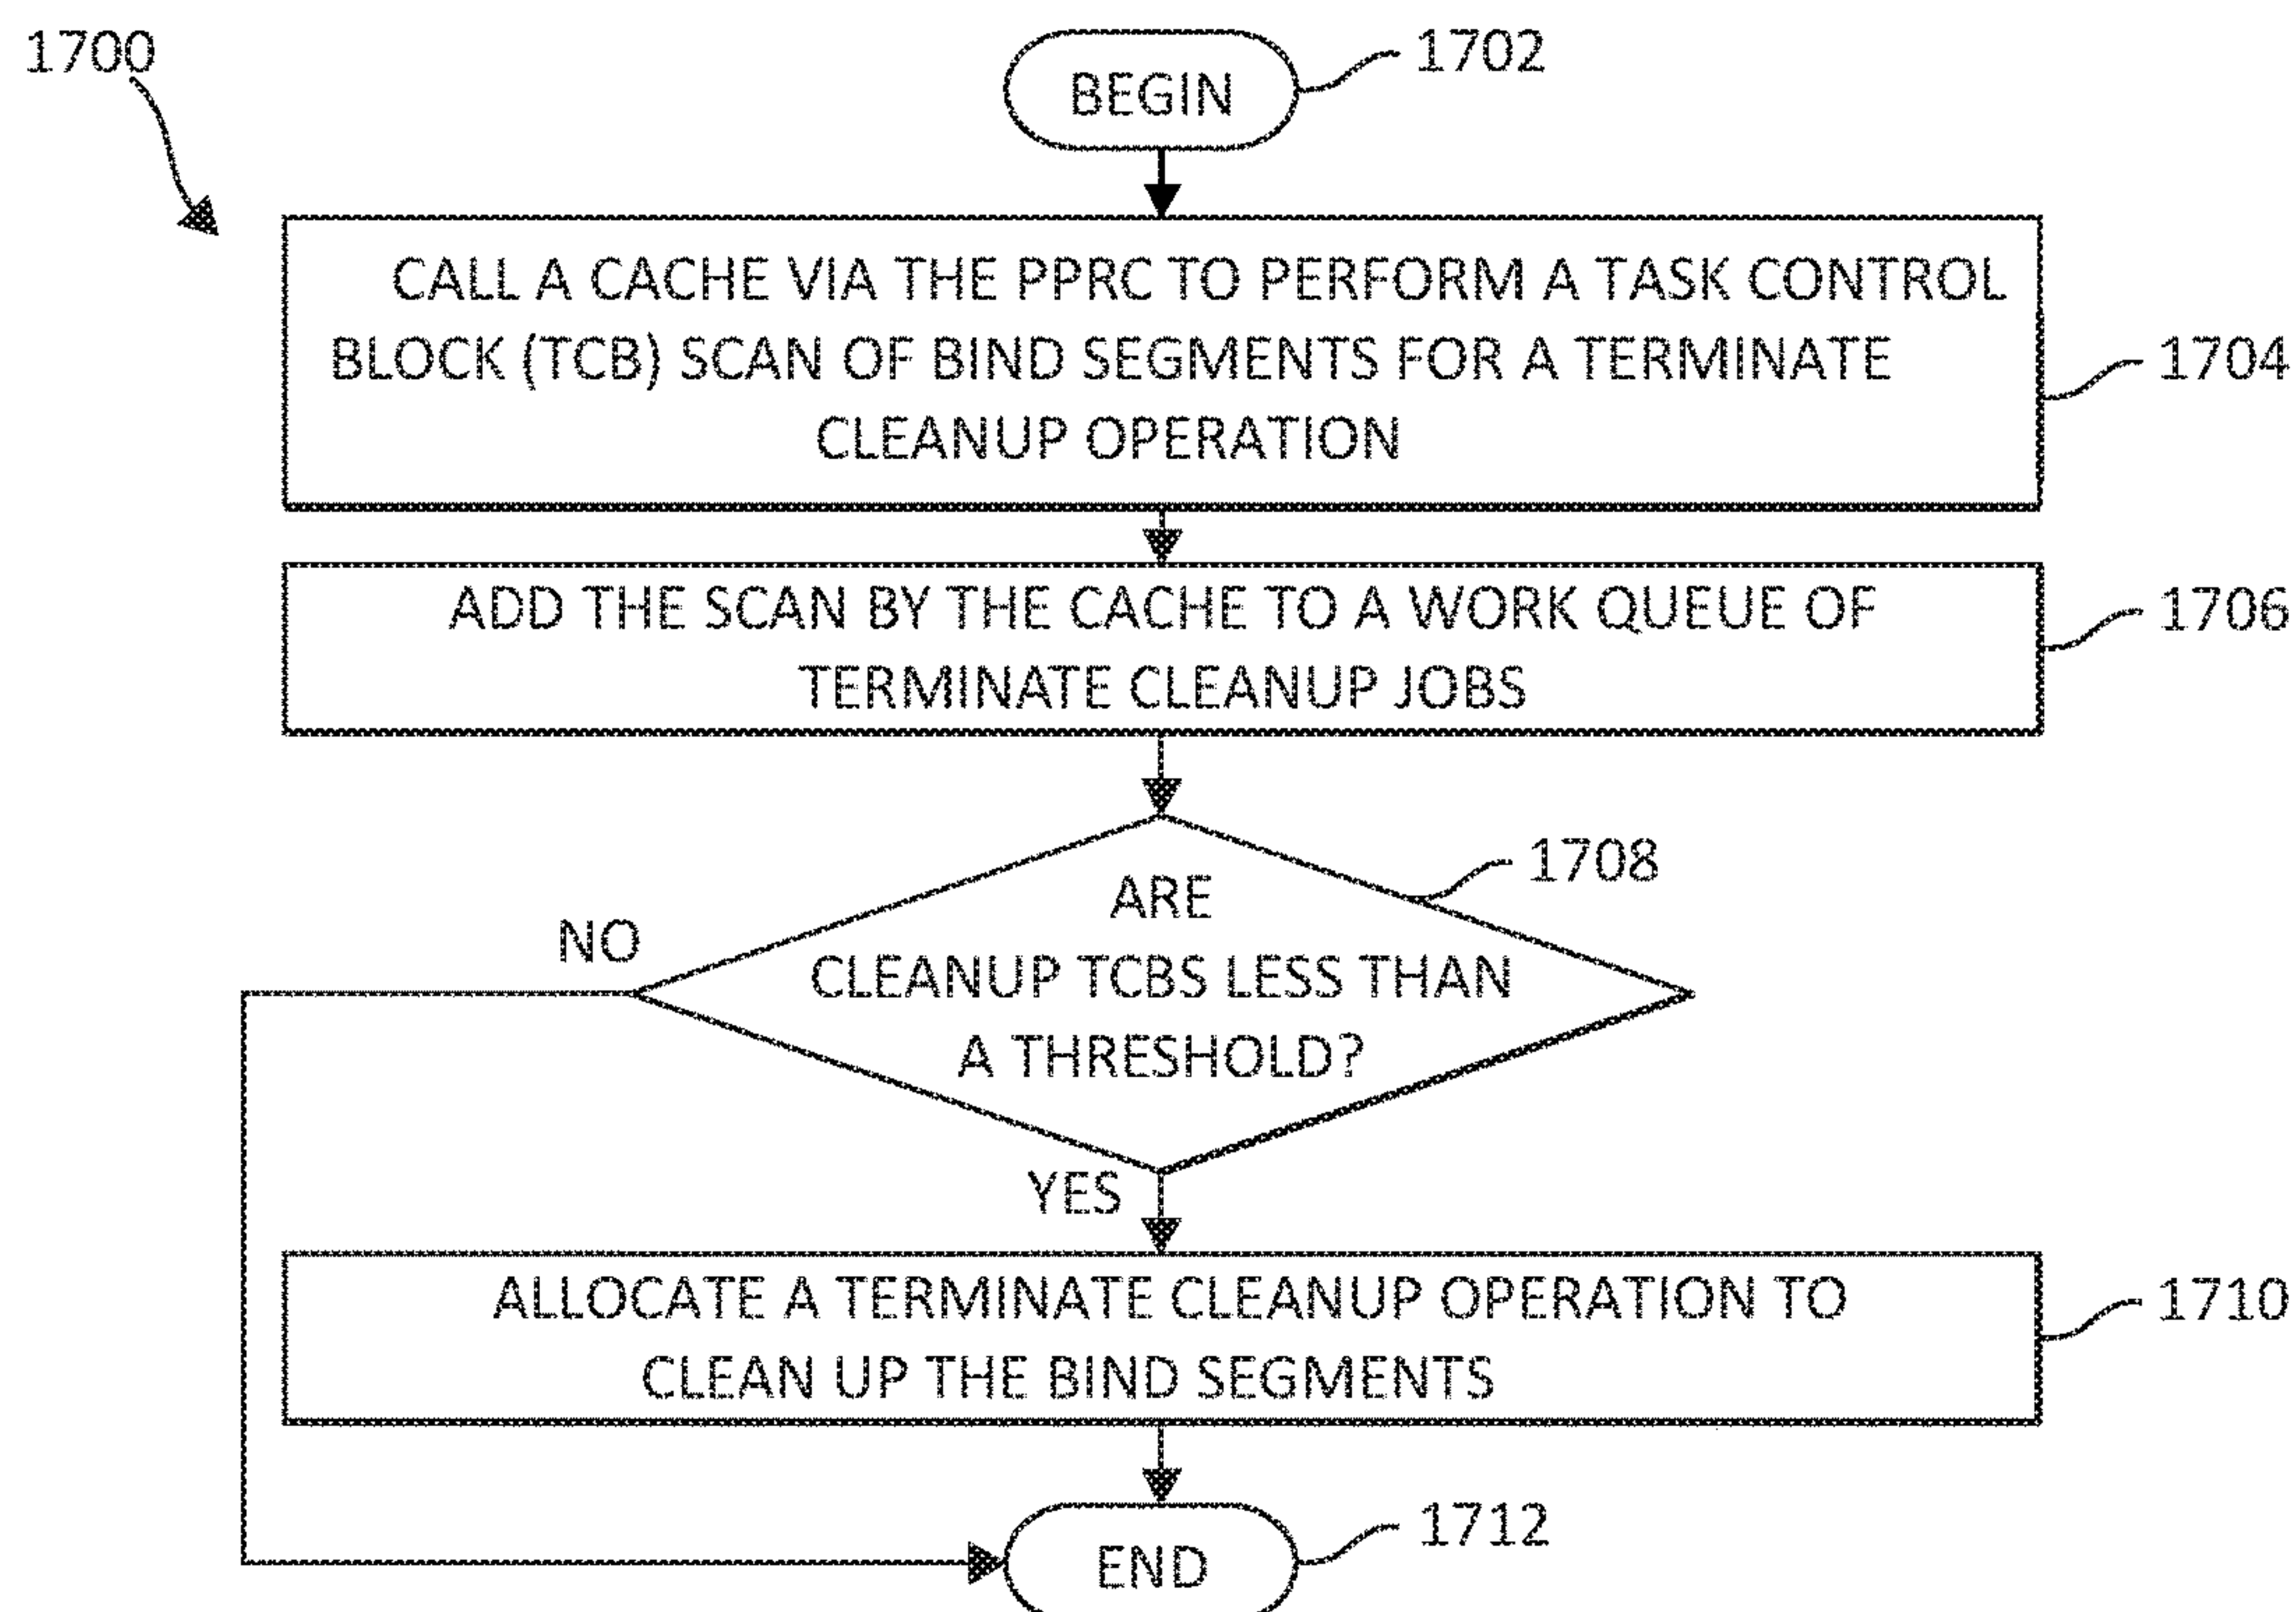 1700
BEGIN
1702
CALL A CACHE VIA THE PPRC TO PERFORM A TASK CONTROL
BLOCK (TCB) SCAN OF BIND SEGMENTS FOR A TERMINATE
CLEANUP OPERATION
1704
ADD THE SCAN BY THE CACHE TO A WORK QUEUE OF
TERMINATE CLEANUP JOBS
1706
ARE
CLEANUP TCBS LESS THAN
A THRESHOLD?
1708
NO
YES
ALLOCATE A TERMINATE CLEANUP OPERATION TO
CLEAN UP THE BIND SEGMENTS
1710
END
1712